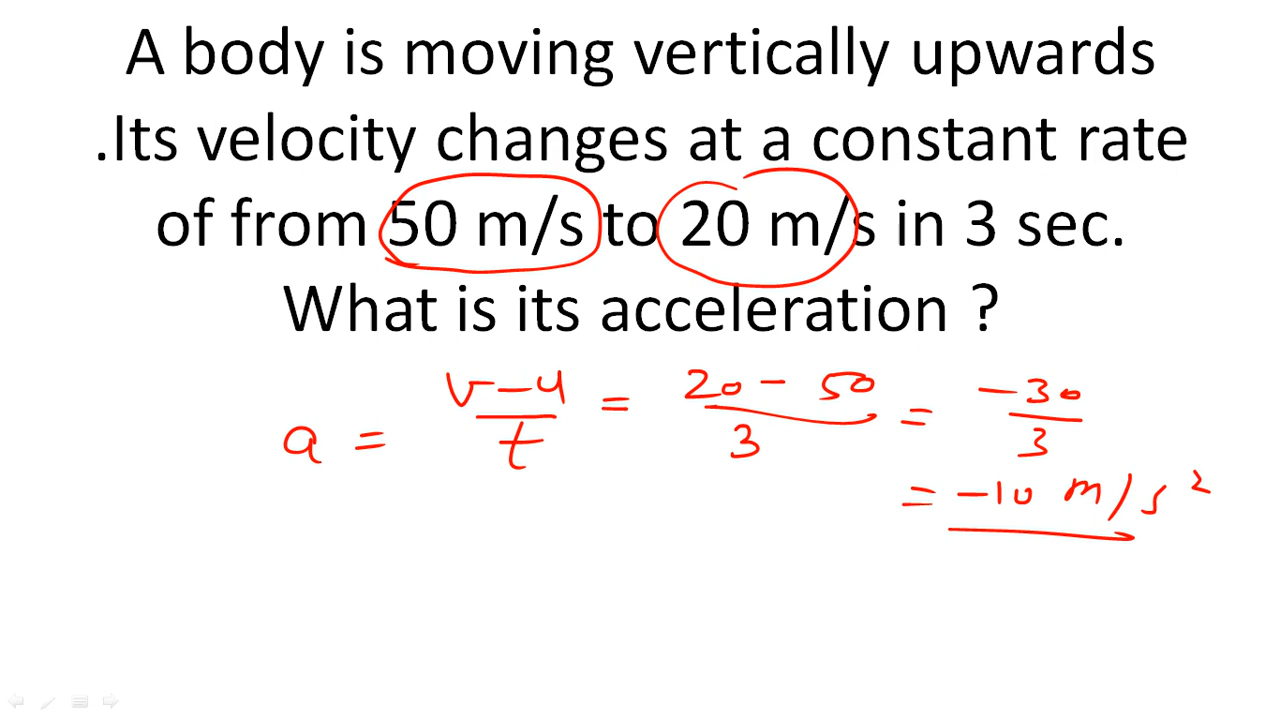 A body is moving vertically upwards
.Its velocity changes at a constant rate
of from 50 m/s to 20 m/s in 3 sec.
What is its acceleration ?
a = v-u/t = 20 - 50/3 = -30/3
= -10 m/s²